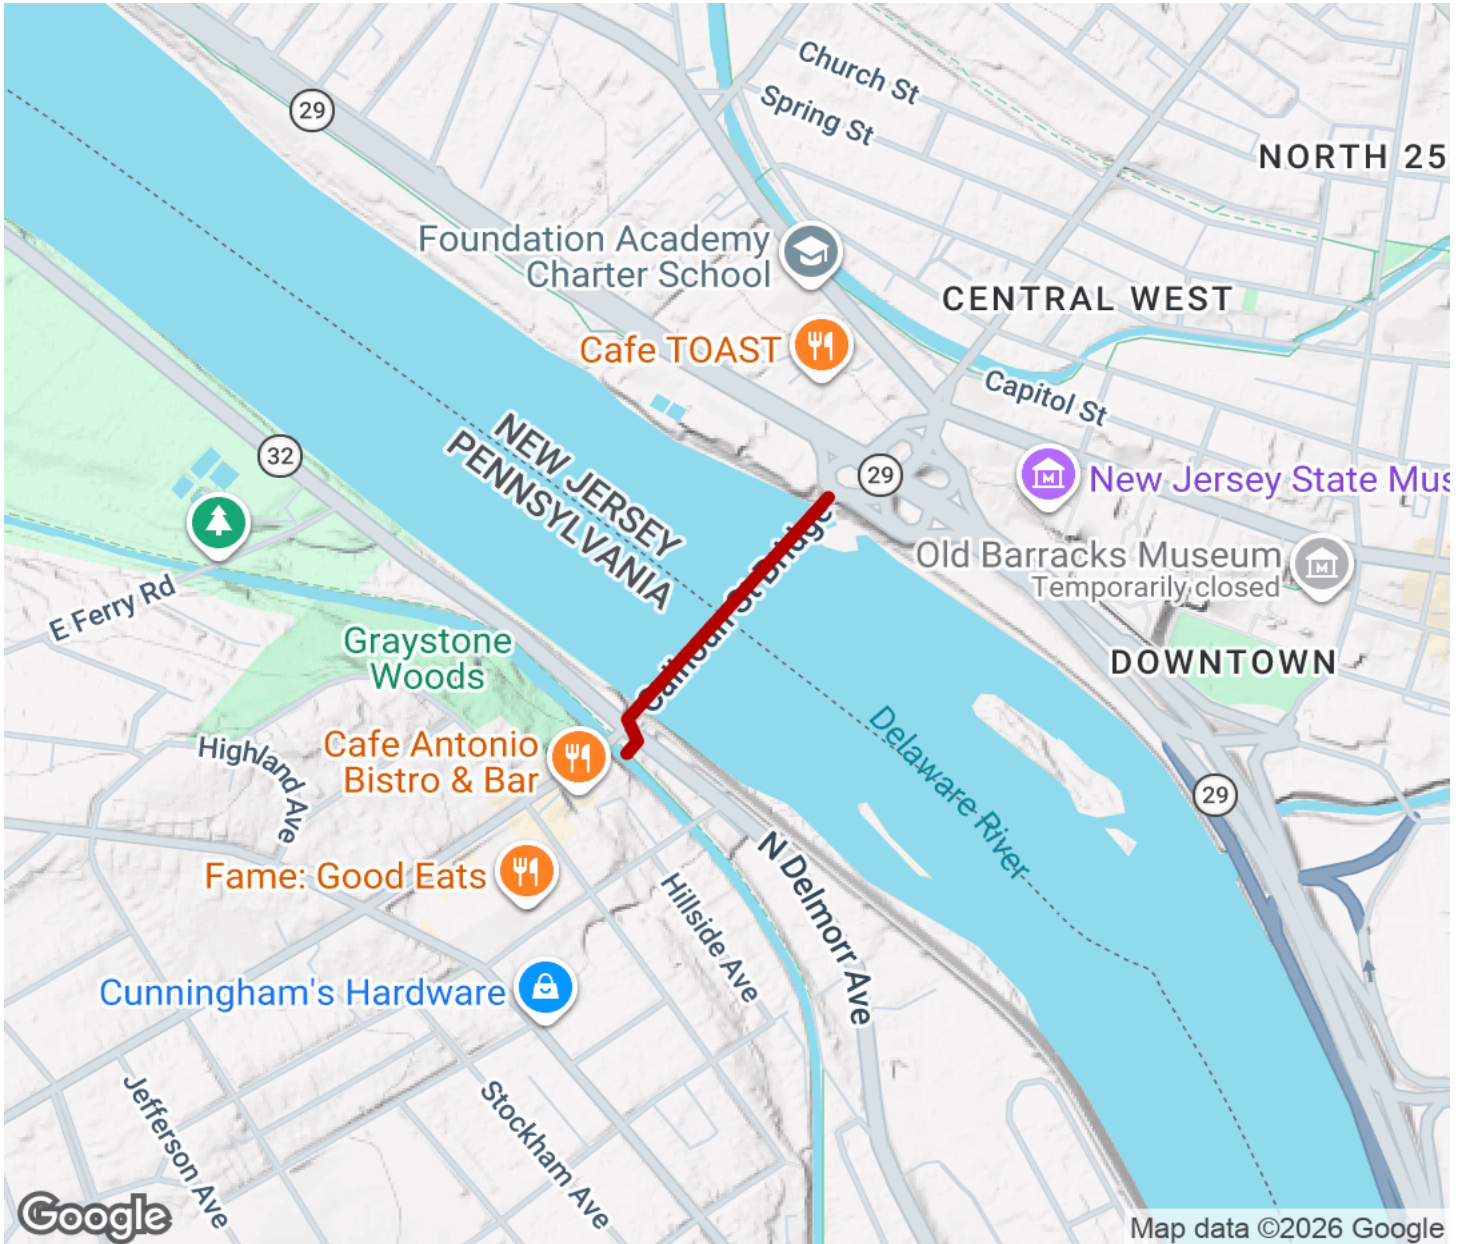 Church St
Spring St
29
NORTH 25
Foundation Academy
Charter School
CENTRAL WEST
Cafe TOAST
Capitol St
NEW JERSEY
PENNSYLVANIA
32
29
New Jersey State Mus
Calhoun St Bridge
Old Barracks Museum
Temporarily closed
E Ferry Rd
Graystone
Woods
DOWNTOWN
Highland Ave
Cafe Antonio
Bistro & Bar
Delaware River
29
Fame: Good Eats
N Delmorr Ave
Hillside Ave
Cunningham's Hardware
Jefferson Ave
Stockham Ave
Google
Map data ©2026 Google